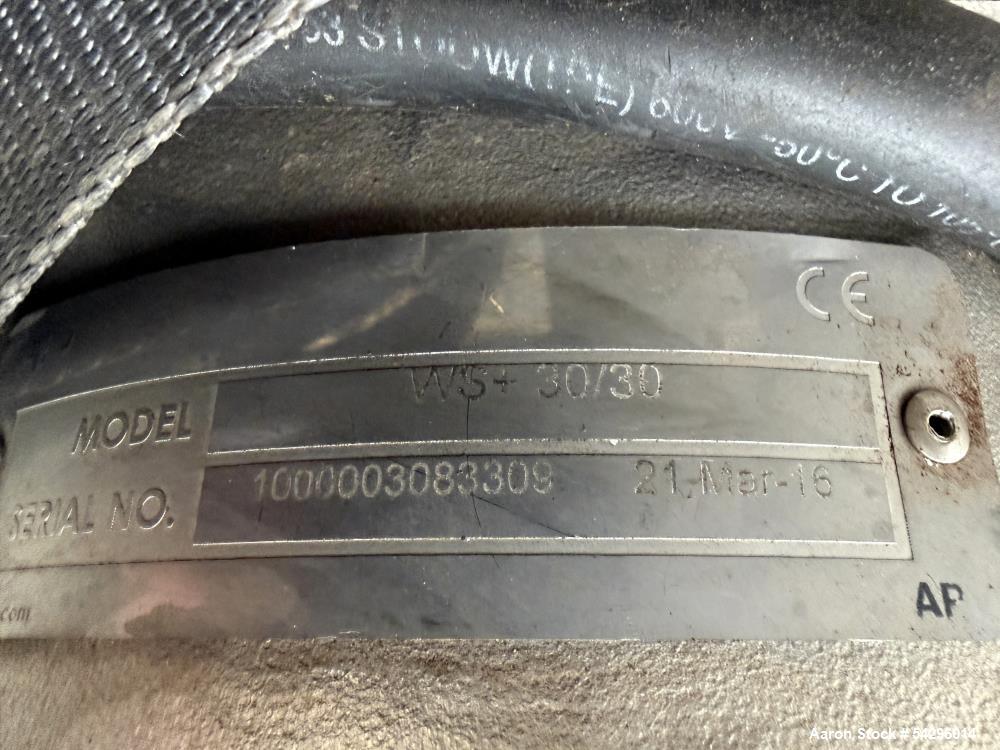 STOOW(TPE) 600V -50°C TO
CE
MODEL WS+ 30/30
SERIAL NO. 1000003083309 21-Mar-16
.com
AP
Aaron Stock # 54296014